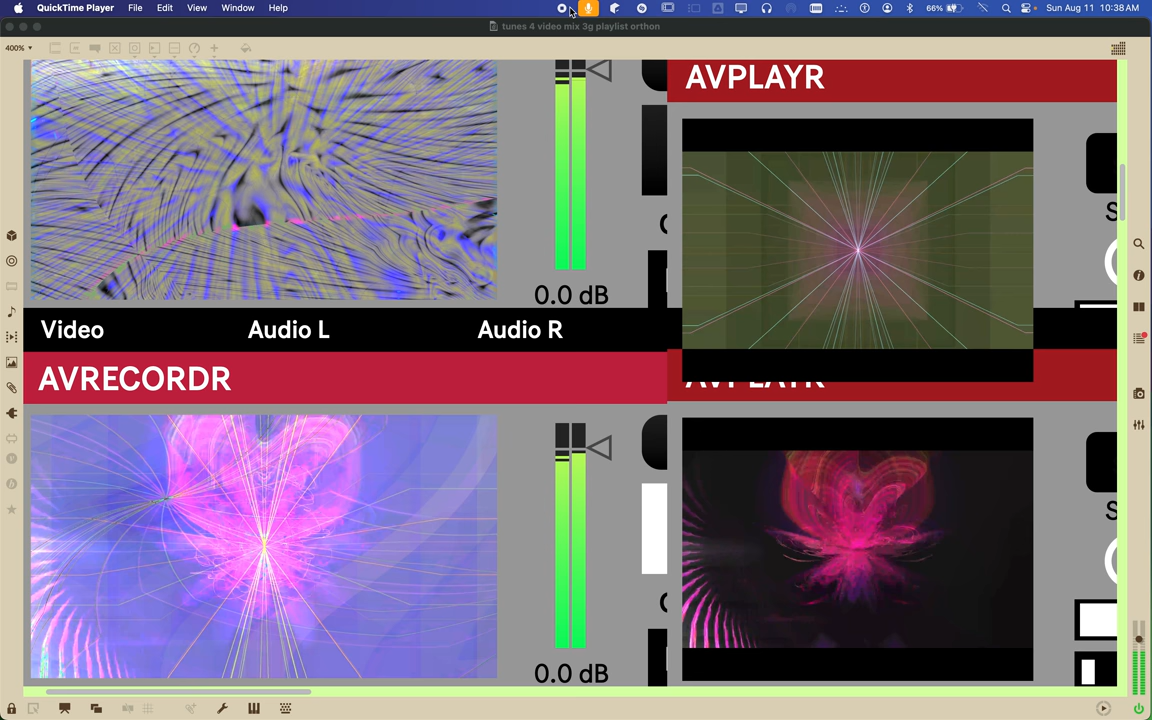 QuickTime Player File Edit View Window Help 66% Sun Aug 11 10:38 AM
tunes 4 video mix 3g playlist orthon
400%
AVPLAYR
0.0 dB
Video Audio L Audio R
AVRECORDR
0.0 dB